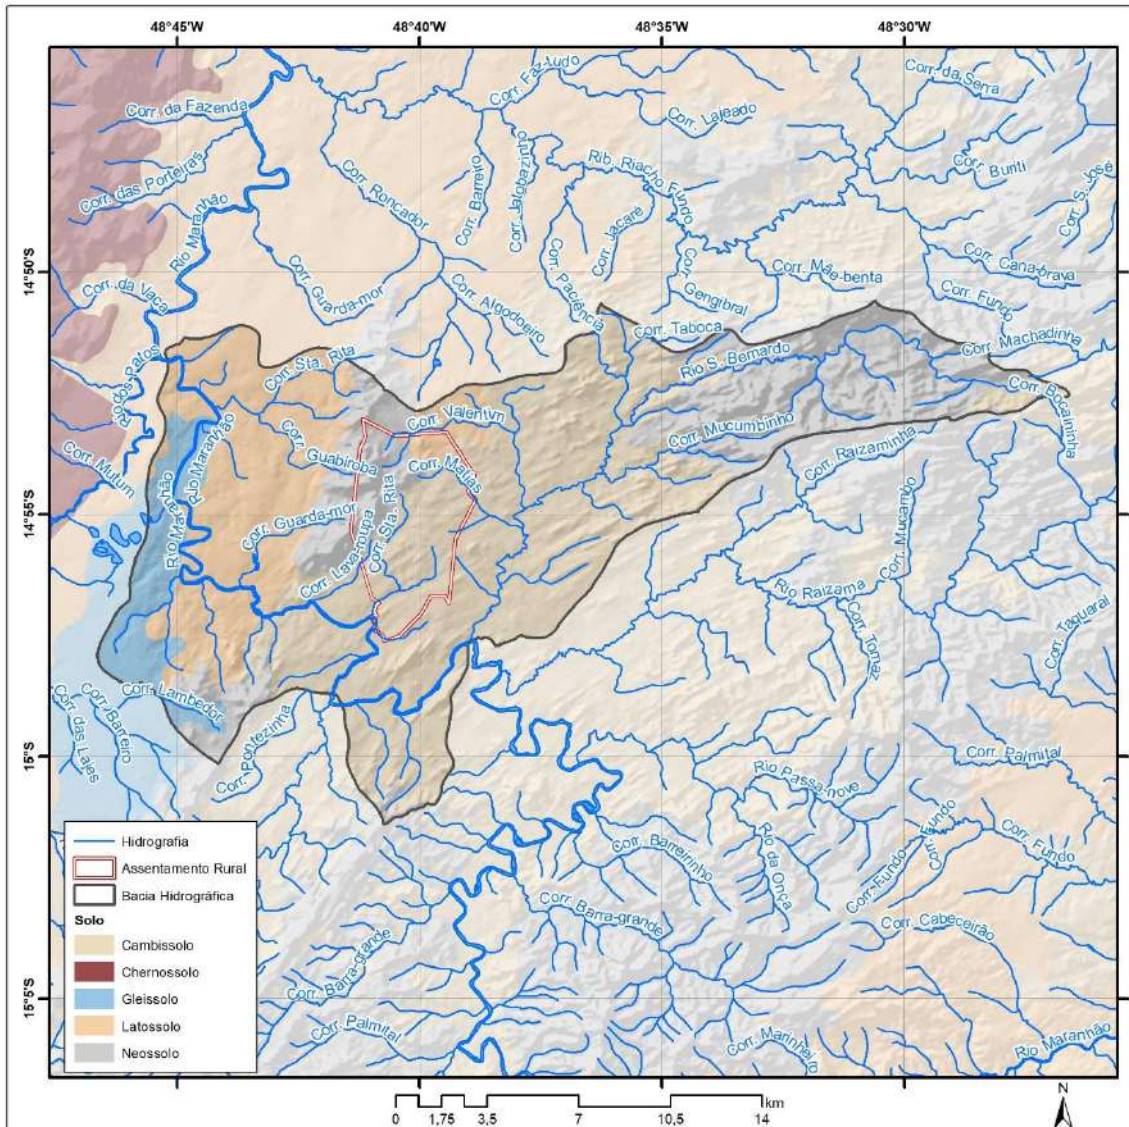 48°45'W 48°40'W 48°35'W 48°30'W
Corr. Faz-tudo
Corr. da Serra
Corr. da Fazenda
Corr. Lajeado
Corr. das Porteiras
Corr. Roncador
Corr. Barreiro
Corr. Jatobazinho
Rib. Riacho Fundo
Corr. Buriti
Corr. S. José
Rio Maranhão
Corr. Jacaré
14°50'S
Corr. da Vaca
Corr. Guarda-mor
Corr. Algodoeiro
Corr. Paciência
Corr. Gengibral
Corr. Mãe-benta
Corr. Cana-brava
Corr. Fundo
Corr. Taboca
Corr. Machadinha
Rio dos Patos
Corr. Sta. Rita
Rio S. Bernardo
Corr. Bocaininha
Corr. Valentim
Rio Maranhão
Corr. Guabiroba
Corr. Matias
Corr. Mucumbinho
Corr. Raizaminha
Corr. Mutum
14°55'S
Rio Maranhão
Corr. Guarda-mor
Corr. Sta. Rita
Corr. Lava-roupa
Corr. Mucambo
Rio Raizama
Corr. Tomaz
Corr. Taquaral
Corr. Lambedor
Corr. Barreiro
Corr. das Lajes
Corr. Pontezinha
15°S
Corr. Palmital
Rio Passa-nove
Corr. Fundo
Corr. Fundo
Corr. Barreirinho
Rio da Onça
Corr. Fundo
Corr. Barra-grande
Corr. Cabeceirão
Corr. Barra-grande
15°5'S
Corr. Palmital
Corr. Marinheiro
Rio Maranhão
Hidrografia
Assentamento Rural
Bacia Hidrográfica
Solo
Cambissolo
Chernossolo
Gleissolo
Latossolo
Neossolo
km
0 1,75 3,5 7 10,5 14
N